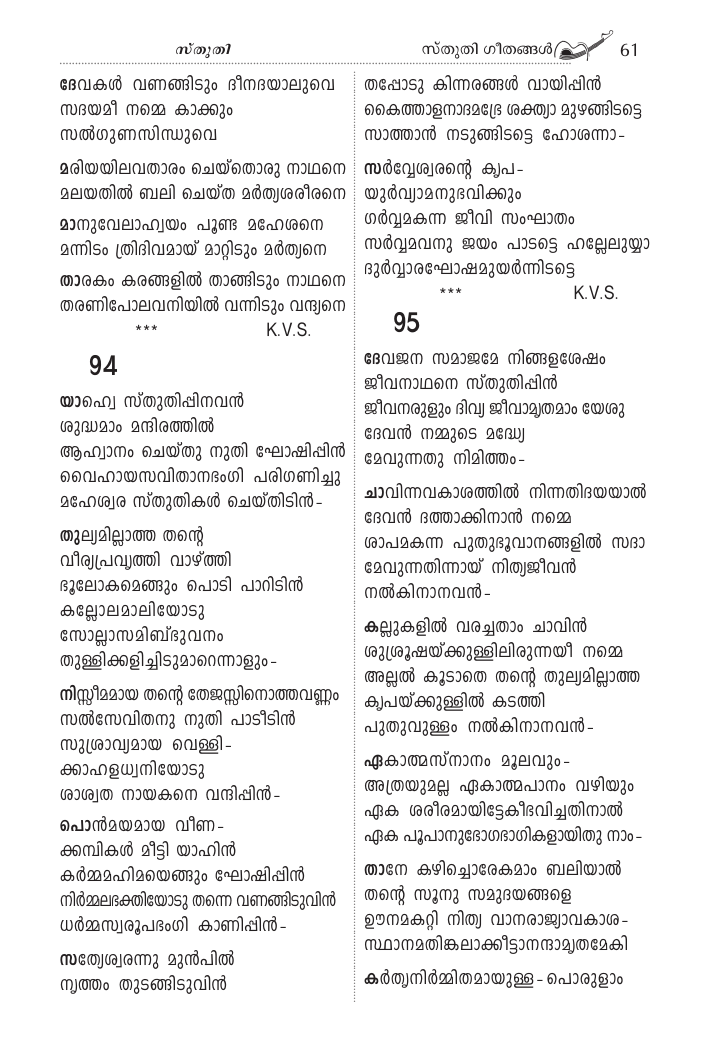 സ്തുതി
സ്തുതി ഗീതങ്ങൾ 61
ദേവകൾ വണങ്ങിടും ദീനദയാലുവെ
സദയമീ നമ്മെ കാക്കും
സൽഗുണസിന്ധുവെ
മരിയയിലവതാരം ചെയ്തൊരു നാഥനെ
മലയതിൽ ബലി ചെയ്ത മർത്യശരീരനെ
മാനുവേലാഹ്വയം പൂണ്ട മഹേശനെ
മന്നിടം ത്രിദിവമായ് മാറ്റിടും മർത്യനെ
താരകം കരങ്ങളിൽ താങ്ങിടും നാഥനെ
തരണിപോലവനിയിൽ വന്നിടും വന്ദ്യനെ
*** K.V.S.
94
യാഹ്വെ സ്തുതിപ്പിനവൻ
ശുദ്ധമാം മന്ദിരത്തിൽ
ആഹ്വാനം ചെയ്തു നുതി ഘോഷിപ്പിൻ
വൈഹായസവിതാനഭംഗി പരിഗണിച്ചു
മഹേശ്വര സ്തുതികൾ ചെയ്തിടിൻ-
തുല്യമില്ലാത്ത തന്റെ
വീര്യപ്രവൃത്തി വാഴ്ത്തി
ഭൂലോകമെങ്ങും പൊടി പാറിടിൻ
കല്ലോലമാലിയോടു
സോല്ലാസമിബ്ഭുവനം
തുള്ളിക്കളിച്ചിടുമാറെന്നാളും-
നിസ്സീമമായ തന്റെ തേജസ്സിനൊത്തവണ്ണം
സൽസേവിതനു നുതി പാടീടിൻ
സുശ്രാവ്യമായ വെള്ളി-
ക്കാഹളധ്വനിയോടു
ശാശ്വത നായകനെ വന്ദിപ്പിൻ-
പൊൻമയമായ വീണ-
ക്കമ്പികൾ മീട്ടി യാഹിൻ
കർമ്മമഹിമയെങ്ങും ഘോഷിപ്പിൻ
നിർമ്മലഭക്തിയോടു തന്നെ വണങ്ങിടുവിൻ
ധർമ്മസ്വരൂപഭംഗി കാണിപ്പിൻ-
സത്യേശ്വരന്നു മുൻപിൽ
നൃത്തം തുടങ്ങിടുവിൻ
തപ്പോടു കിന്നരങ്ങൾ വായിപ്പിൻ
കൈത്താളനാദമഭ്രേ ശക്ത്യാ മുഴങ്ങിടട്ടെ
സാത്താൻ നടുങ്ങിടട്ടെ ഹോശന്നാ-
സർവ്വേശ്വരന്റെ കൃപ-
യുർവ്യാമനുഭവിക്കും
ഗർവ്വമകന്ന ജീവി സംഘാതം
സർവ്വമവനു ജയം പാടട്ടെ ഹല്ലേലുയ്യാ
ദുർവ്വാരഘോഷമുയർന്നിടട്ടെ
*** K.V.S.
95
ദേവജന സമാജമേ നിങ്ങളശേഷം
ജീവനാഥനെ സ്തുതിപ്പിൻ
ജീവനരുളും ദിവ്യ ജീവാമൃതമാം യേശു
ദേവൻ നമ്മുടെ മദ്ധ്യേ
മേവുന്നതു നിമിത്തം-
ചാവിന്നവകാശത്തിൽ നിന്നതിദയയാൽ
ദേവൻ ദത്താക്കിനാൻ നമ്മെ
ശാപമകന്ന പുതുഭൂവാനങ്ങളിൽ സദാ
മേവുന്നതിന്നായ് നിത്യജീവൻ
നൽകിനാനവൻ-
കല്ലുകളിൽ വരച്ചതാം ചാവിൻ
ശുശ്രൂഷയ്ക്കുള്ളിലിരുന്നയീ നമ്മെ
അല്ലൽ കൂടാതെ തന്റെ തുല്യമില്ലാത്ത
കൃപയ്ക്കുള്ളിൽ കടത്തി
പുതുവുള്ളം നൽകിനാനവൻ-
ഏകാത്മസ്നാനം മൂലവും-
അത്രയുമല്ല ഏകാത്മപാനം വഴിയും
ഏക ശരീരമായിട്ടേകീഭവിച്ചതിനാൽ
ഏക പൂപാനുഭോഗഭാഗികളായിതു നാം-
താനേ കഴിച്ചൊരേകമാം ബലിയാൽ
തന്റെ സൂനു സമുദയങ്ങളെ
ഊനമകറ്റി നിത്യ വാനരാജ്യാവകാശ-
സ്ഥാനമതിങ്കലാക്കീട്ടാനന്ദാമൃതമേകി
കർതൃനിർമ്മിതമായുള്ള-പൊരുളാം